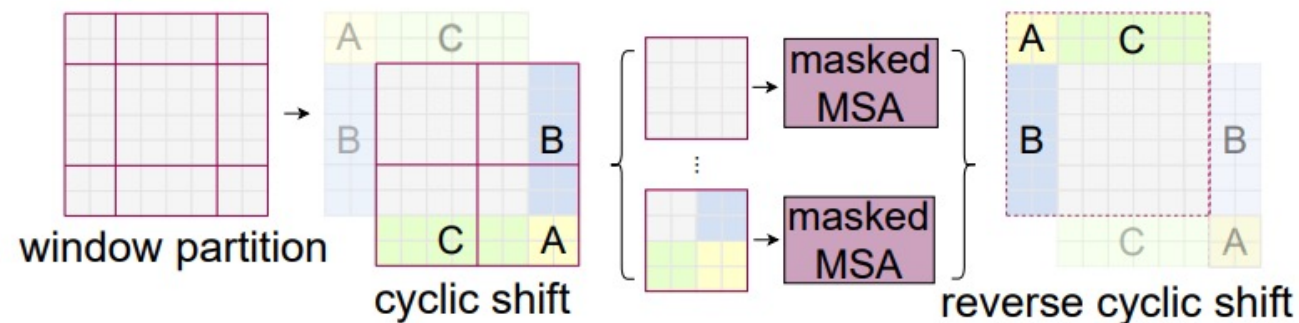 A C
B
B
C A
window partition
cyclic shift
masked
MSA
⋮
masked
MSA
A C
B
B
C A
reverse cyclic shift